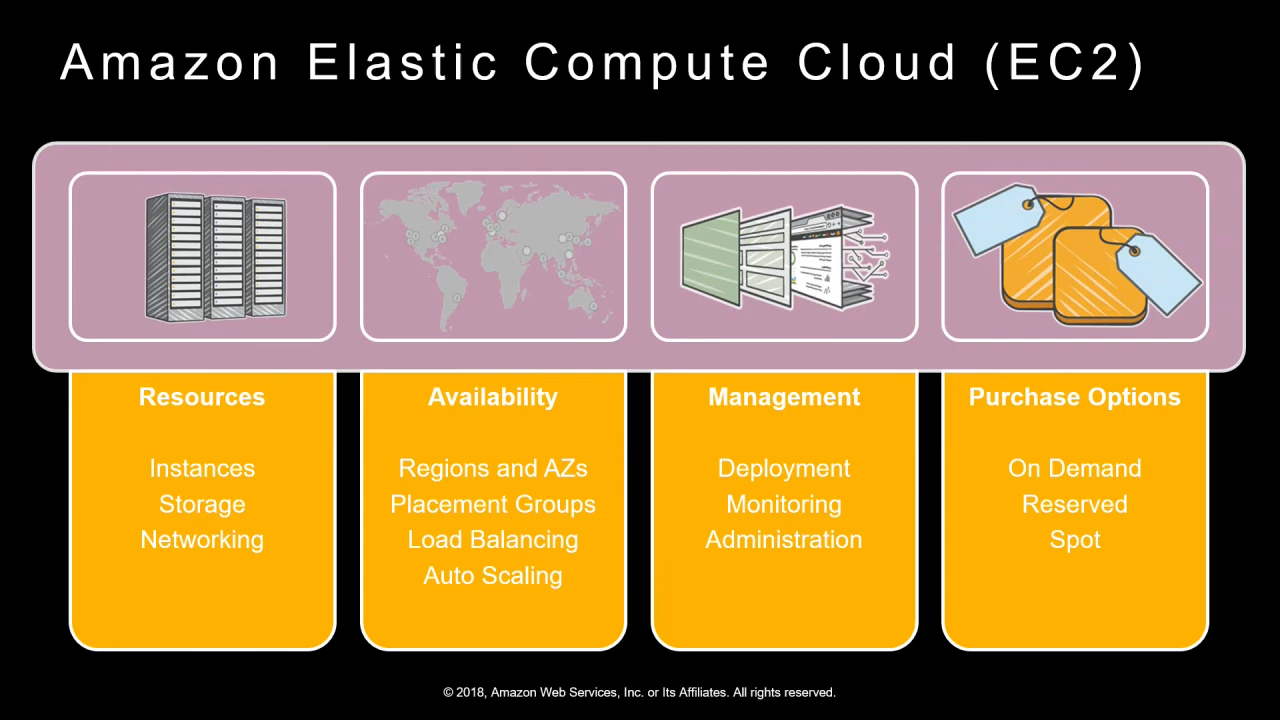 Amazon Elastic Compute Cloud (EC2)
Resources
Instances
Storage
Networking
Availability
Regions and AZs
Placement Groups
Load Balancing
Auto Scaling
Management
Deployment
Monitoring
Administration
Purchase Options
On Demand
Reserved
Spot
© 2018, Amazon Web Services, Inc. or Its Affiliates. All rights reserved.